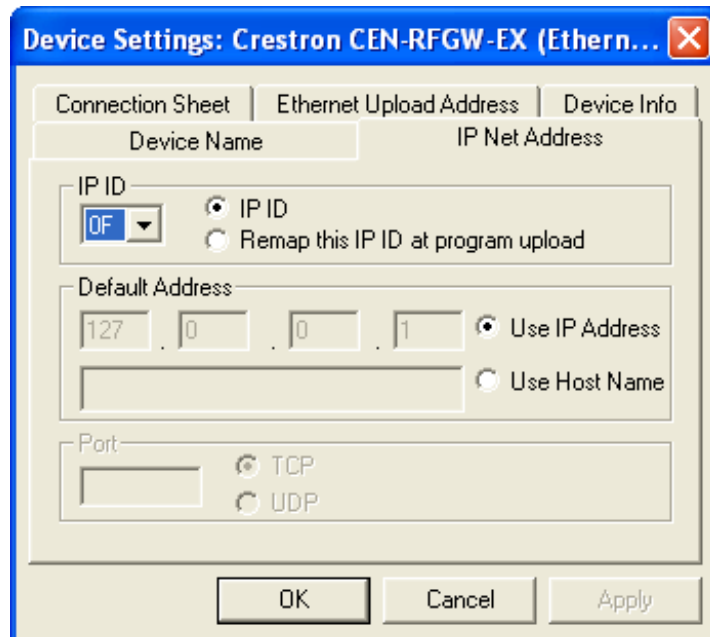 Device Settings: Crestron CEN-RFGW-EX (Ethern...
Connection Sheet Ethernet Upload Address Device Info
Device Name IP Net Address
IP ID
0F IP ID
Remap this IP ID at program upload
Default Address
127 . 0 . 0 . 1 Use IP Address
Use Host Name
Port
TCP
UDP
OK Cancel Apply